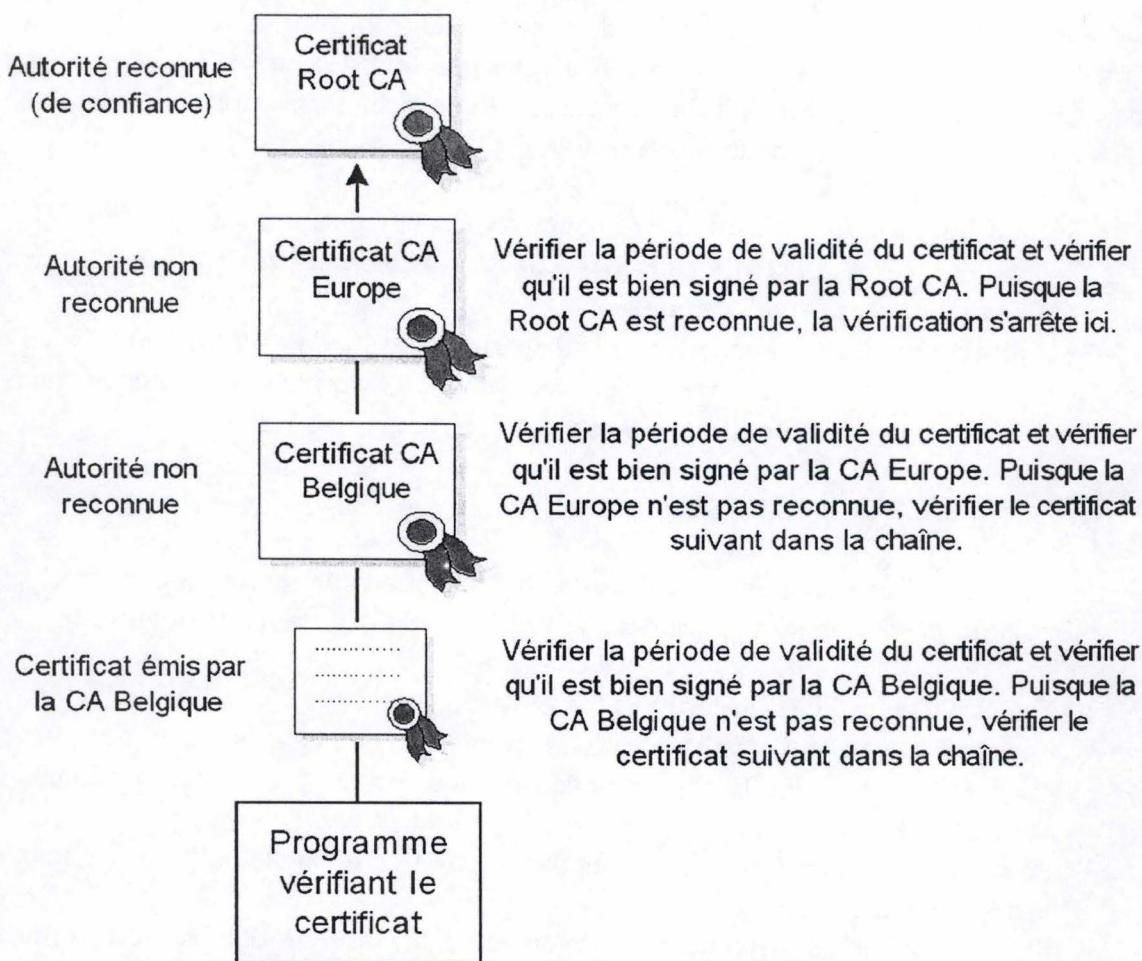 Autorité reconnue
(de confiance)
Certificat
Root CA
Autorité non
reconnue
Certificat CA
Europe
Vérifier la période de validité du certificat et vérifier
qu'il est bien signé par la Root CA. Puisque la
Root CA est reconnue, la vérification s'arrête ici.
Autorité non
reconnue
Certificat CA
Belgique
Vérifier la période de validité du certificat et vérifier
qu'il est bien signé par la CA Europe. Puisque la
CA Europe n'est pas reconnue, vérifier le certificat
suivant dans la chaîne.
Certificat émis par
la CA Belgique
Vérifier la période de validité du certificat et vérifier
qu'il est bien signé par la CA Belgique. Puisque la
CA Belgique n'est pas reconnue, vérifier le
certificat suivant dans la chaîne.
Programme
vérifiant le
certificat